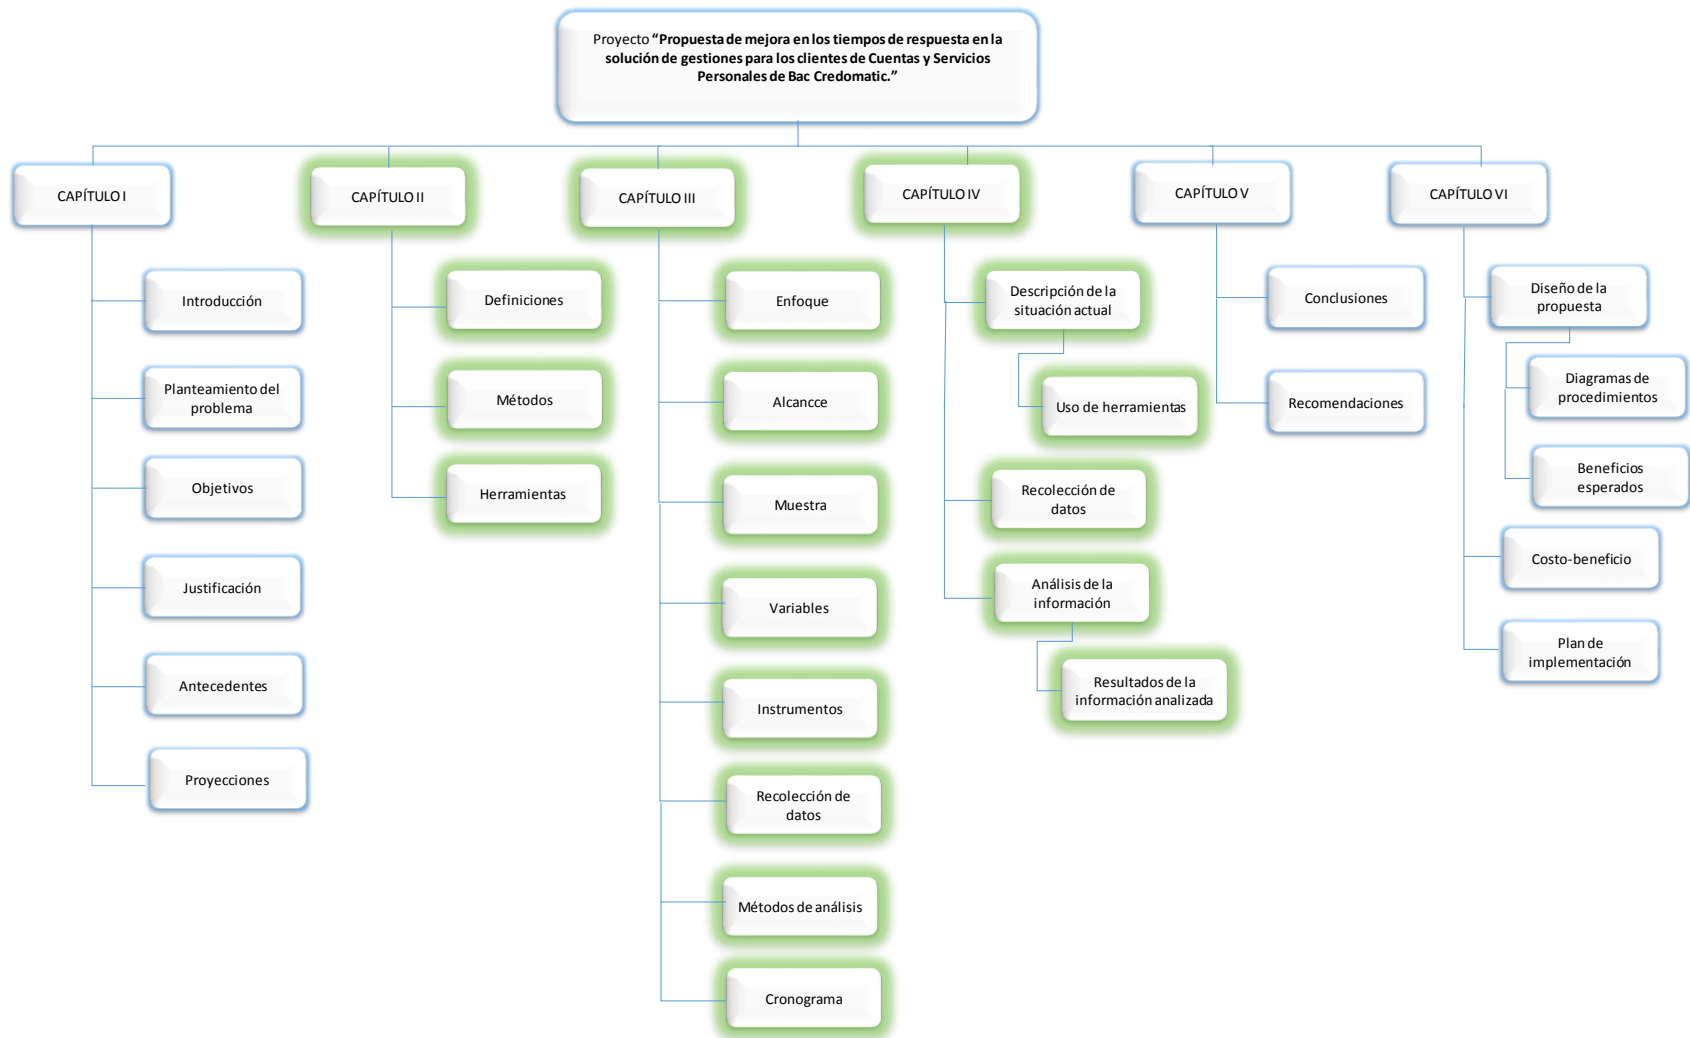 Proyecto “Propuesta de mejora en los tiempos de respuesta en la
solución de gestiones para los clientes de Cuentas y Servicios
Personales de Bac Credomatic.”
CAPÍTULO I
Introducción
Planteamiento del
problema
Objetivos
Justificación
Antecedentes
Proyecciones
CAPÍTULO II
Definiciones
Métodos
Herramientas
CAPÍTULO III
Enfoque
Alcancce
Muestra
Variables
Instrumentos
Recolección de
datos
Métodos de análisis
Cronograma
CAPÍTULO IV
Descripción de la
situación actual
Uso de herramientas
Recolección de
datos
Análisis de la
información
Resultados de la
información analizada
CAPÍTULO V
Conclusiones
Recomendaciones
CAPÍTULO VI
Diseño de la
propuesta
Diagramas de
procedimientos
Beneficios
esperados
Costo-beneficio
Plan de
implementación